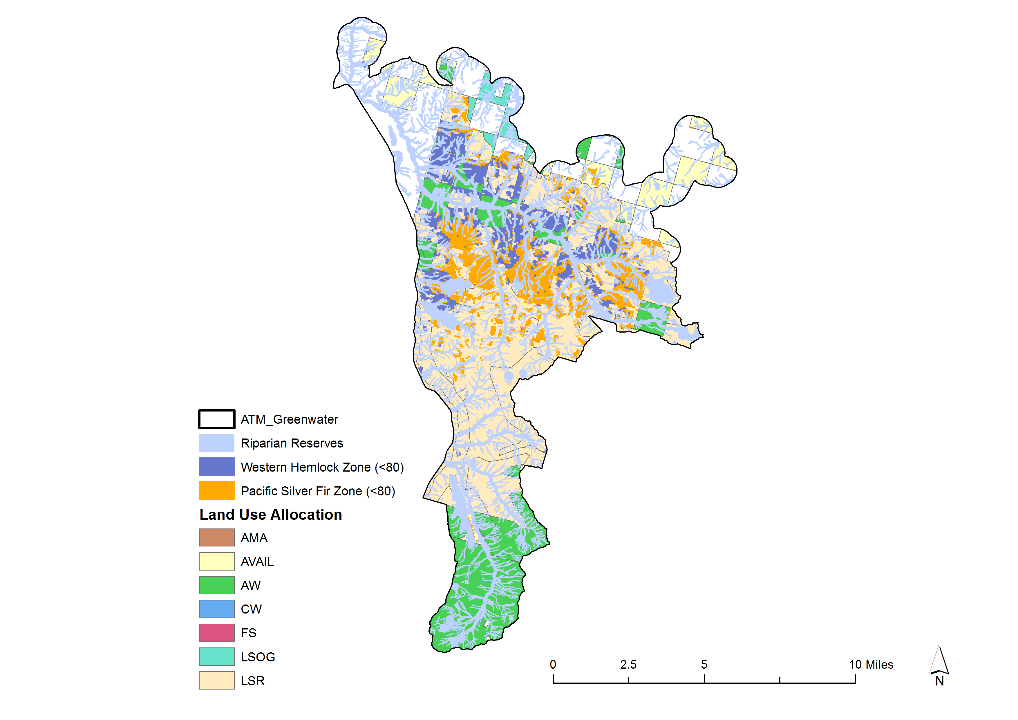 ATM_Greenwater
Riparian Reserves
Western Hemlock Zone (<80)
Pacific Silver Fir Zone (<80)
Land Use Allocation
AMA
AVAIL
AW
CW
FS
LSOG
LSR
0 2.5 5 10 Miles
N